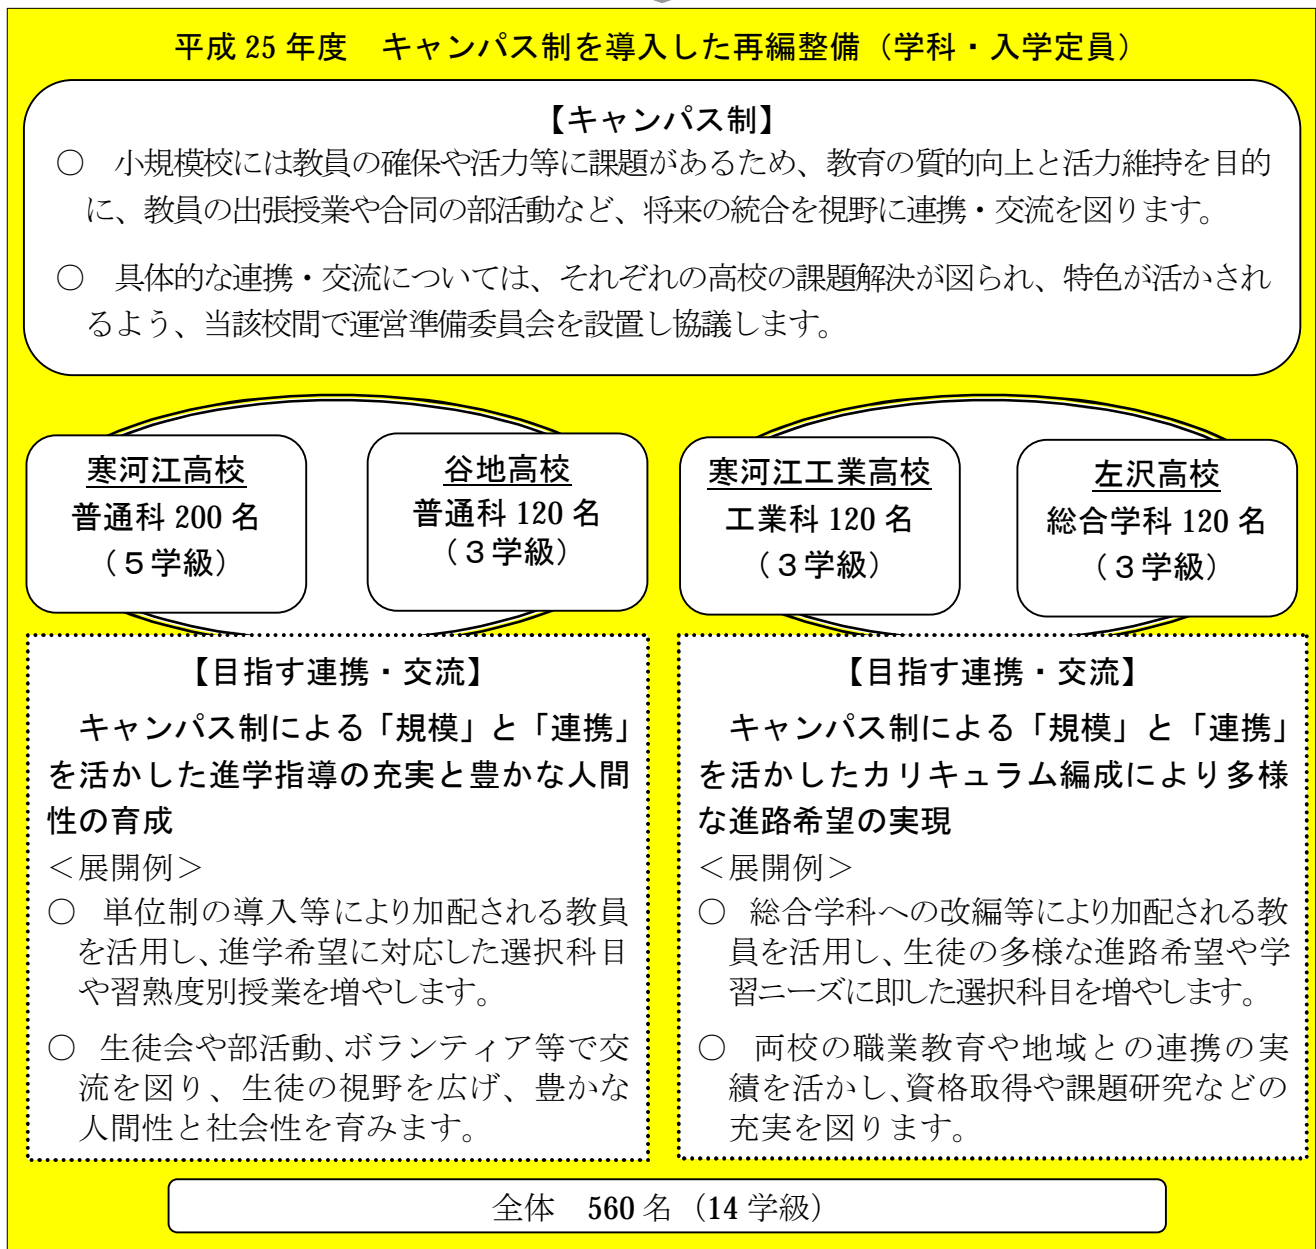 平成 25 年度　キャンパス制を導入した再編整備（学科・入学定員）
【キャンパス制】
○　小規模校には教員の確保や活力等に課題があるため、教育の質的向上と活力維持を目的
に、教員の出張授業や合同の部活動など、将来の統合を視野に連携・交流を図ります。
○　具体的な連携・交流については、それぞれの高校の課題解決が図られ、特色が活かされ
るよう、当該校間で運営準備委員会を設置し協議します。
寒河江高校
普通科 200 名
（５学級）
谷地高校
普通科 120 名
（３学級）
寒河江工業高校
工業科 120 名
（３学級）
左沢高校
総合学科 120 名
（３学級）
【目指す連携・交流】
キャンパス制による「規模」と「連携」
を活かした進学指導の充実と豊かな人間
性の育成
＜展開例＞
○　単位制の導入等により加配される教員
を活用し、進学希望に対応した選択科目
や習熟度別授業を増やします。
○　生徒会や部活動、ボランティア等で交
流を図り、生徒の視野を広げ、豊かな
人間性と社会性を育みます。
【目指す連携・交流】
キャンパス制による「規模」と「連携」
を活かしたカリキュラム編成により多様
な進路希望の実現
＜展開例＞
○　総合学科への改編等により加配される教
員を活用し、生徒の多様な進路希望や学
習ニーズに即した選択科目を増やします。
○　両校の職業教育や地域との連携の実
績を活かし、資格取得や課題研究などの
充実を図ります。
全体　560 名（14 学級）